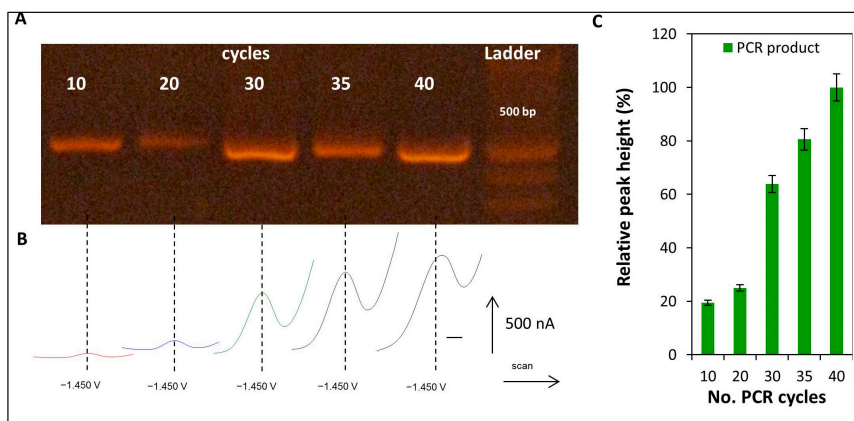 A
cycles Ladder
10 20 30 35 40
500 bp
B
500 nA
scan
−1.450 V −1.450 V −1.450 V −1.450 V −1.450 V
C
PCR product
Relative peak height (%)
120
100
80
60
40
20
0
10 20 30 35 40
No. PCR cycles